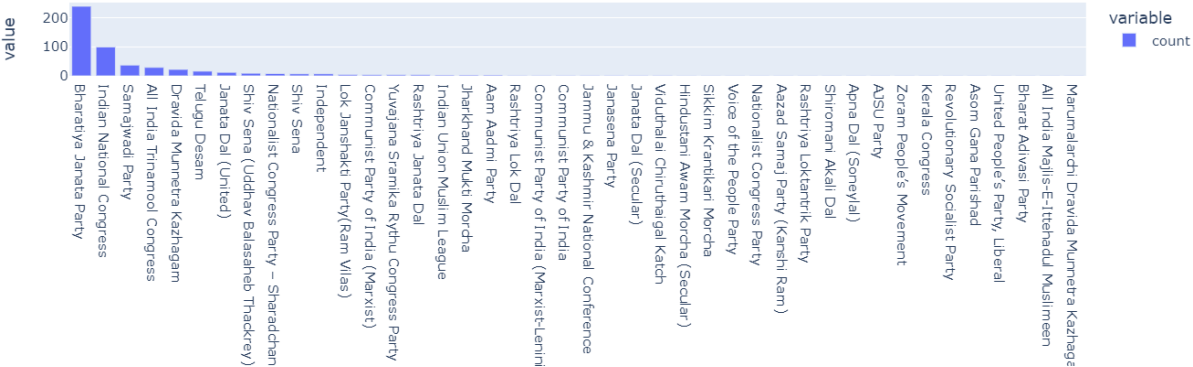 value
200
100
0
Bharatiya Janata Party
Indian National Congress
Samajwadi Party
All India Trinamool Congress
Dravida Munnetra Kazhagam
Telugu Desam
Janata Dal (United)
Shiv Sena (Uddhav Balasaheb Thackrey)
Nationalist Congress Party – Sharadchan
Shiv Sena
Independent
Lok Janshakti Party(Ram Vilas)
Communist Party of India (Marxist)
Yuvajana Sramika Rythu Congress Party
Rashtriya Janata Dal
Indian Union Muslim League
Jharkhand Mukti Morcha
Aam Aadmi Party
Rashtriya Lok Dal
Communist Party of India (Marxist-Lenini
Communist Party of India
Jammu & Kashmir National Conference
Janasena Party
Janata Dal (Secular)
Viduthalai Chiruthaigal Katch
Hindustani Awam Morcha (Secular)
Sikkim Krantikari Morcha
Voice of the People Party
Nationalist Congress Party
Aazad Samaj Party (Kanshi Ram)
Rashtriya Loktantrik Party
Shiromani Akali Dal
Apna Dal (Soneylal)
AJSU Party
Zoram People's Movement
Kerala Congress
Revolutionary Socialist Party
Asom Gana Parishad
United People's Party, Liberal
Bharat Adivasi Party
All India Majlis-E-Ittehadul Muslimeen
Marumalarchi Dravida Munnetra Kazhaga
variable
count